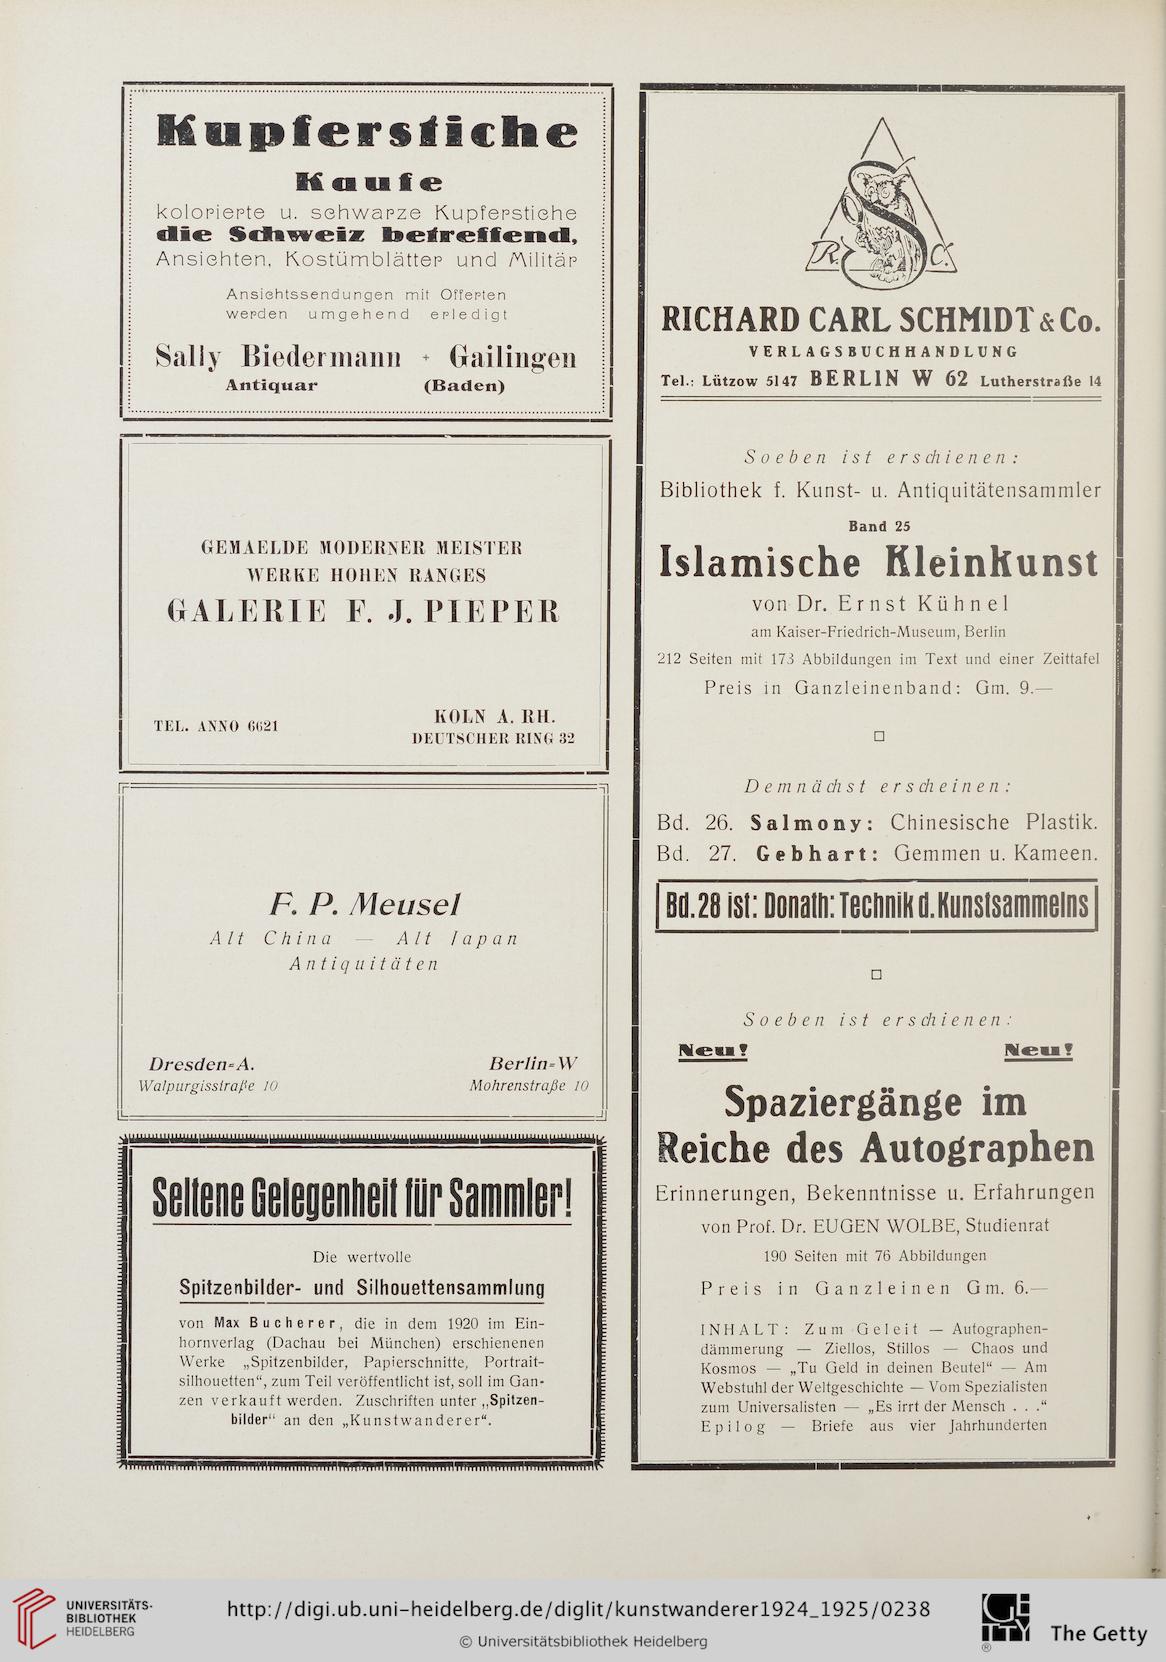 Kupferstiche
Kaufe
kolorierte u. schwarze Kupferstiche
die Schweiz betreffend,
Ansichten, Kostümblätter und Militär
Ansichtssendungen mit Offerten
werden umgehend erledigt
Sally Biedermann + Gailingen
Antiquar (Baden)
GEMAELDE MODERNER MEISTER
WERKE HOHEN RANGES
GALERIE F. J. PIEPER
TEL. ANNO 6621
KOLN A. RH.
DEUTSCHER RING 32
F. P. Meusel
Alt China — Alt Japan
Antiquitäten
Dresden=A. Berlin=W
Walpurgisstraße 10 Mohrenstraße 10
Seltene Gelegenheit für Sammler!
Die wertvolle
Spitzenbilder- und Silhouettensammlung
von Max Bucherer, die in dem 1920 im Ein-
hornverlag (Dachau bei München) erschienenen
Werke „Spitzenbilder, Papierschnitte, Portrait-
silhouetten“, zum Teil veröffentlicht ist, soll im Gan-
zen verkauft werden. Zuschriften unter „Spitzen-
bilder“ an den „Kunstwanderer“.
R. S C.
RICHARD CARL SCHMIDT & Co.
VERLAGSBUCHHANDLUNG
Tel.: Lützow 5147 BERLIN W 62 Lutherstraße 14
Soeben ist erschienen:
Bibliothek f. Kunst- u. Antiquitätensammler
Band 25
Islamische Kleinkunst
von Dr. Ernst Kühnel
am Kaiser-Friedrich-Museum, Berlin
212 Seiten mit 173 Abbildungen im Text und einer Zeittafel
Preis in Ganzleinenband: Gm. 9.—
Demnächst erscheinen:
Bd. 26. Salmony: Chinesische Plastik.
Bd. 27. Gebhart: Gemmen u. Kameen.
Bd. 28 ist: Donath: Technik d. Kunstsammelns
Soeben ist erschienen:
Neu! Neu!
Spaziergänge im
Reiche des Autographen
Erinnerungen, Bekenntnisse u. Erfahrungen
von Prof. Dr. EUGEN WOLBE, Studienrat
190 Seiten mit 76 Abbildungen
Preis in Ganzleinen Gm. 6.—
INHALT: Zum Geleit — Autographen-
dämmerung — Ziellos, Stillos — Chaos und
Kosmos — „Tu Geld in deinen Beutel“ — Am
Webstuhl der Weltgeschichte — Vom Spezialisten
zum Universalisten — „Es irrt der Mensch . . .“
Epilog — Briefe aus vier Jahrhunderten
UNIVERSITÄTS-
BIBLIOTHEK
HEIDELBERG
http://digi.ub.uni-heidelberg.de/diglit/kunstwanderer1924_1925/0238
© Universitätsbibliothek Heidelberg
GETTY
®
The Getty